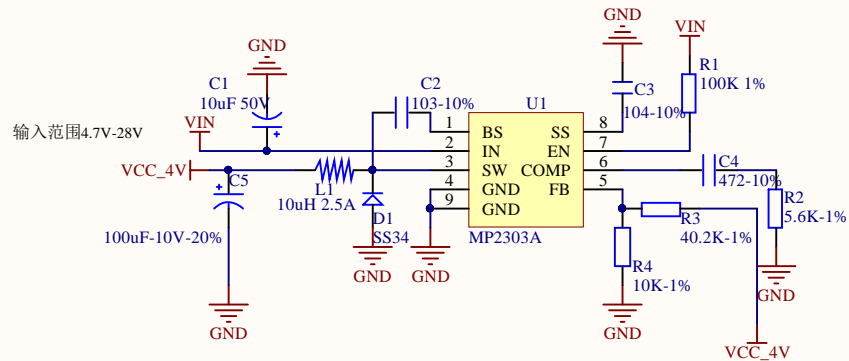 GND
GND
VIN
C1
10uF 50V
C2
103-10%
U1
C3
104-10%
R1
100K 1%
输入范围4.7V-28V
VIN
1
BS
SS
8
2
IN
EN
7
VCC_4V
3
SW
COMP
6
C4
472-10%
4
GND
FB
5
9
GND
MP2303A
C5
100uF-10V-20%
L1
10uH 2.5A
D1
SS34
R2
5.6K-1%
R3
40.2K-1%
R4
10K-1%
GND
GND
GND
GND
GND
VCC_4V